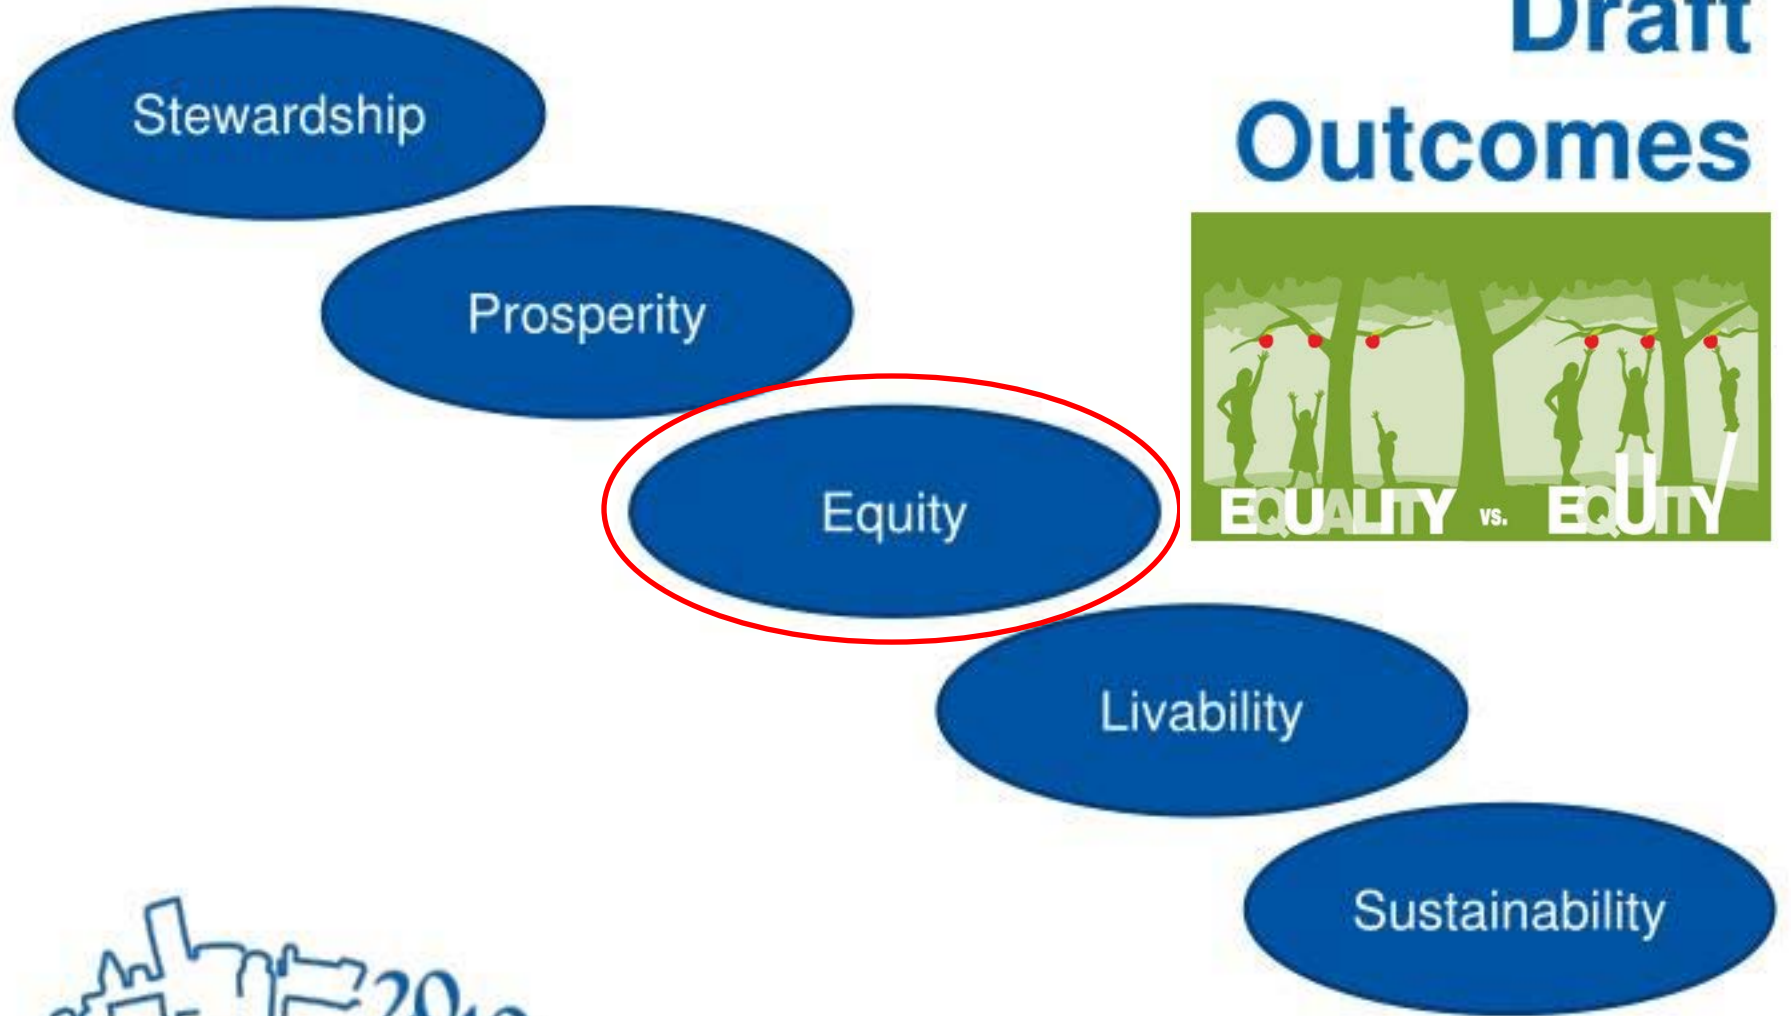 Draft
Outcomes
Stewardship
Prosperity
Equity
EQUALITY vs. EQUITY
Livability
Sustainability